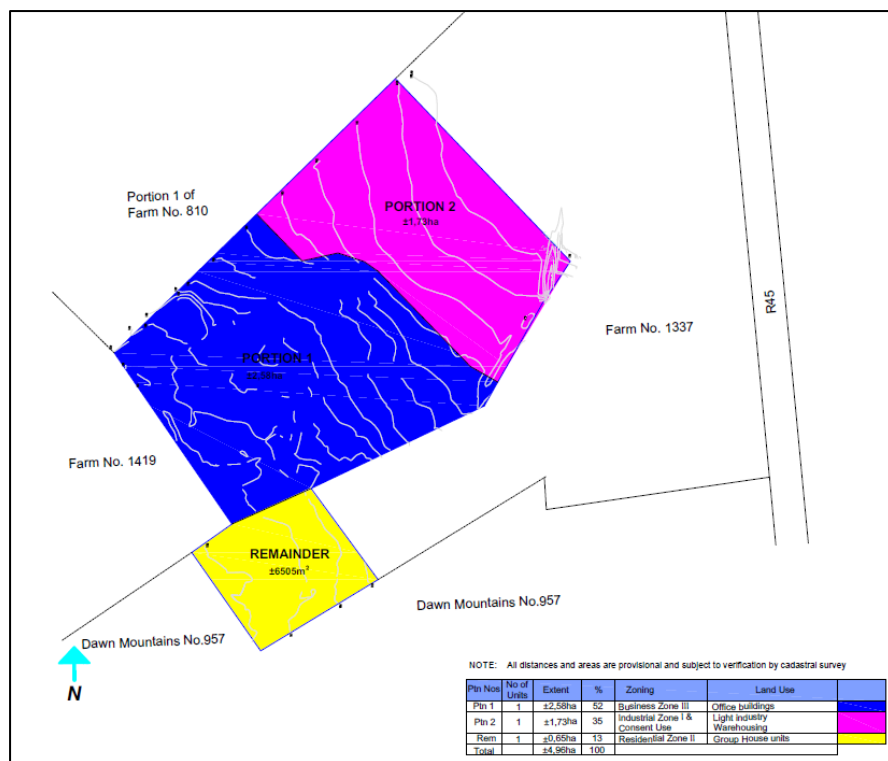 Portion 1 of
Farm No. 810
PORTION 2
±1,73ha
R45
Farm No. 1337
PORTION 1
±2,58ha
Farm No. 1419
REMAINDER
±6505m²
Dawn Mountains No.957
Dawn Mountains No.957
N
NOTE: All distances and areas are provisional and subject to verification by cadastral survey
Ptn Nos No of Units Extent % Zoning Land Use
Ptn 1 1 ±2,58ha 52 Business Zone III Office buildings
Ptn 2 1 ±1,73ha 35 Industrial Zone I & Consent Use Light industry Warehousing
Rem 1 ±0,65ha 13 Residential Zone II Group House units
Total ±4,96ha 100